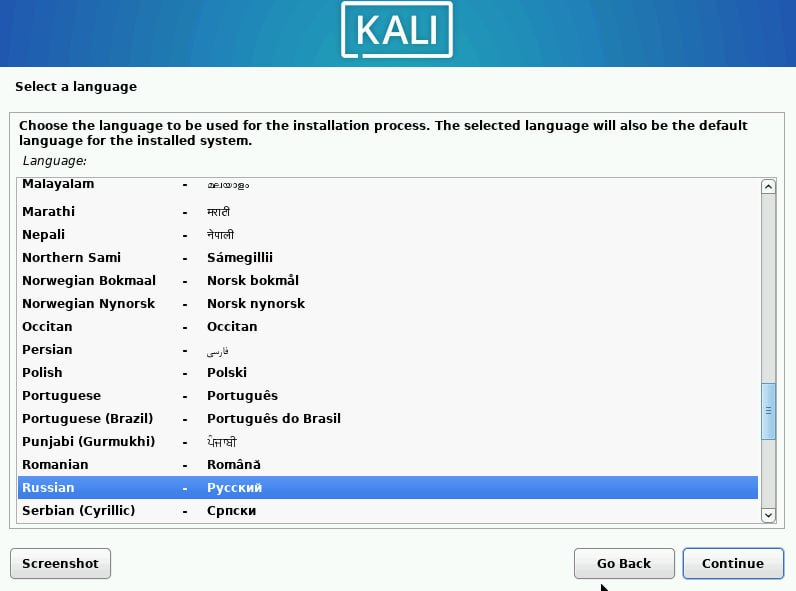 KALI
Select a language
Choose the language to be used for the installation process. The selected language will also be the default
language for the installed system.
Language:
Malayalam - മലയാളം
Marathi - मराठी
Nepali - नेपाली
Northern Sami - Sámegillii
Norwegian Bokmaal - Norsk bokmål
Norwegian Nynorsk - Norsk nynorsk
Occitan - Occitan
Persian - فارسی
Polish - Polski
Portuguese - Português
Portuguese (Brazil) - Português do Brasil
Punjabi (Gurmukhi) - ਪੰਜਾਬੀ
Romanian - Română
Russian - Русский
Serbian (Cyrillic) - Српски
Screenshot Go Back Continue